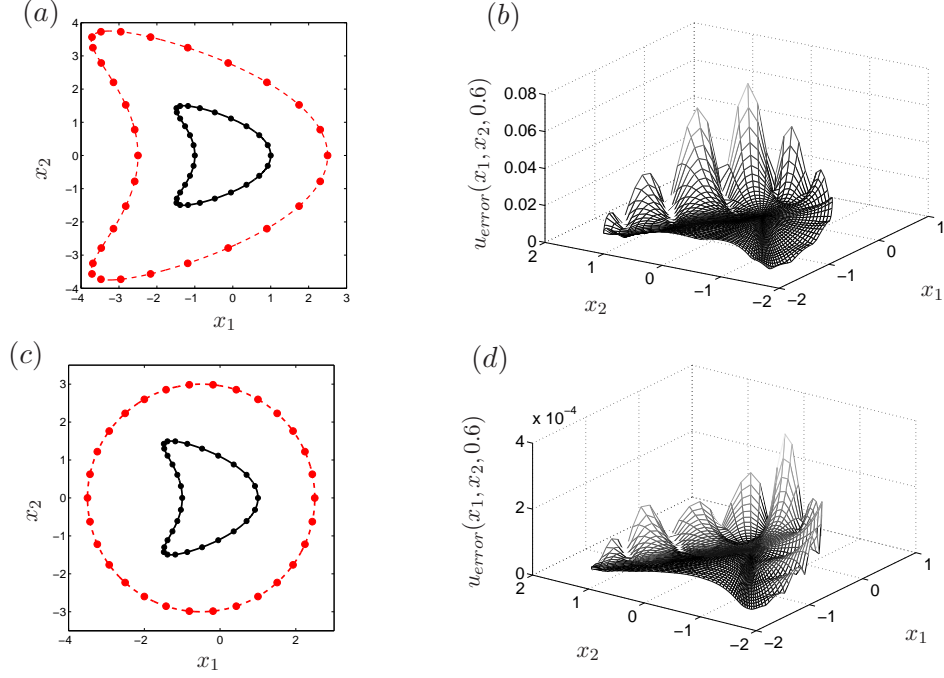 (a)
4
3
2
1
0
−1
−2
−3
−4
x2
−4 −3 −2 −1 0 1 2 3
x1
(b)
0.08
0.06
0.04
0.02
0
u_error(x1, x2, 0.6)
2 1 0 −1 −2
x2
−2 −1 0 1
x1
(c)
3
2
1
0
−1
−2
−3
x2
−2 0 2
x1
(d)
x 10^−4
4
2
0
u_error(x1, x2, 0.6)
2 1 0 −1 −2
x2
−2 −1 0 1
x1